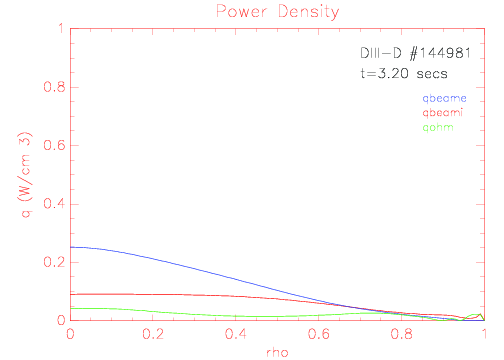 Power Density
DIII-D #144981
t=3.20 secs
qbeame
qbeami
qohm
q (W/cm 3)
1
0.8
0.6
0.4
0.2
0
0 0.2 0.4 0.6 0.8 1
rho